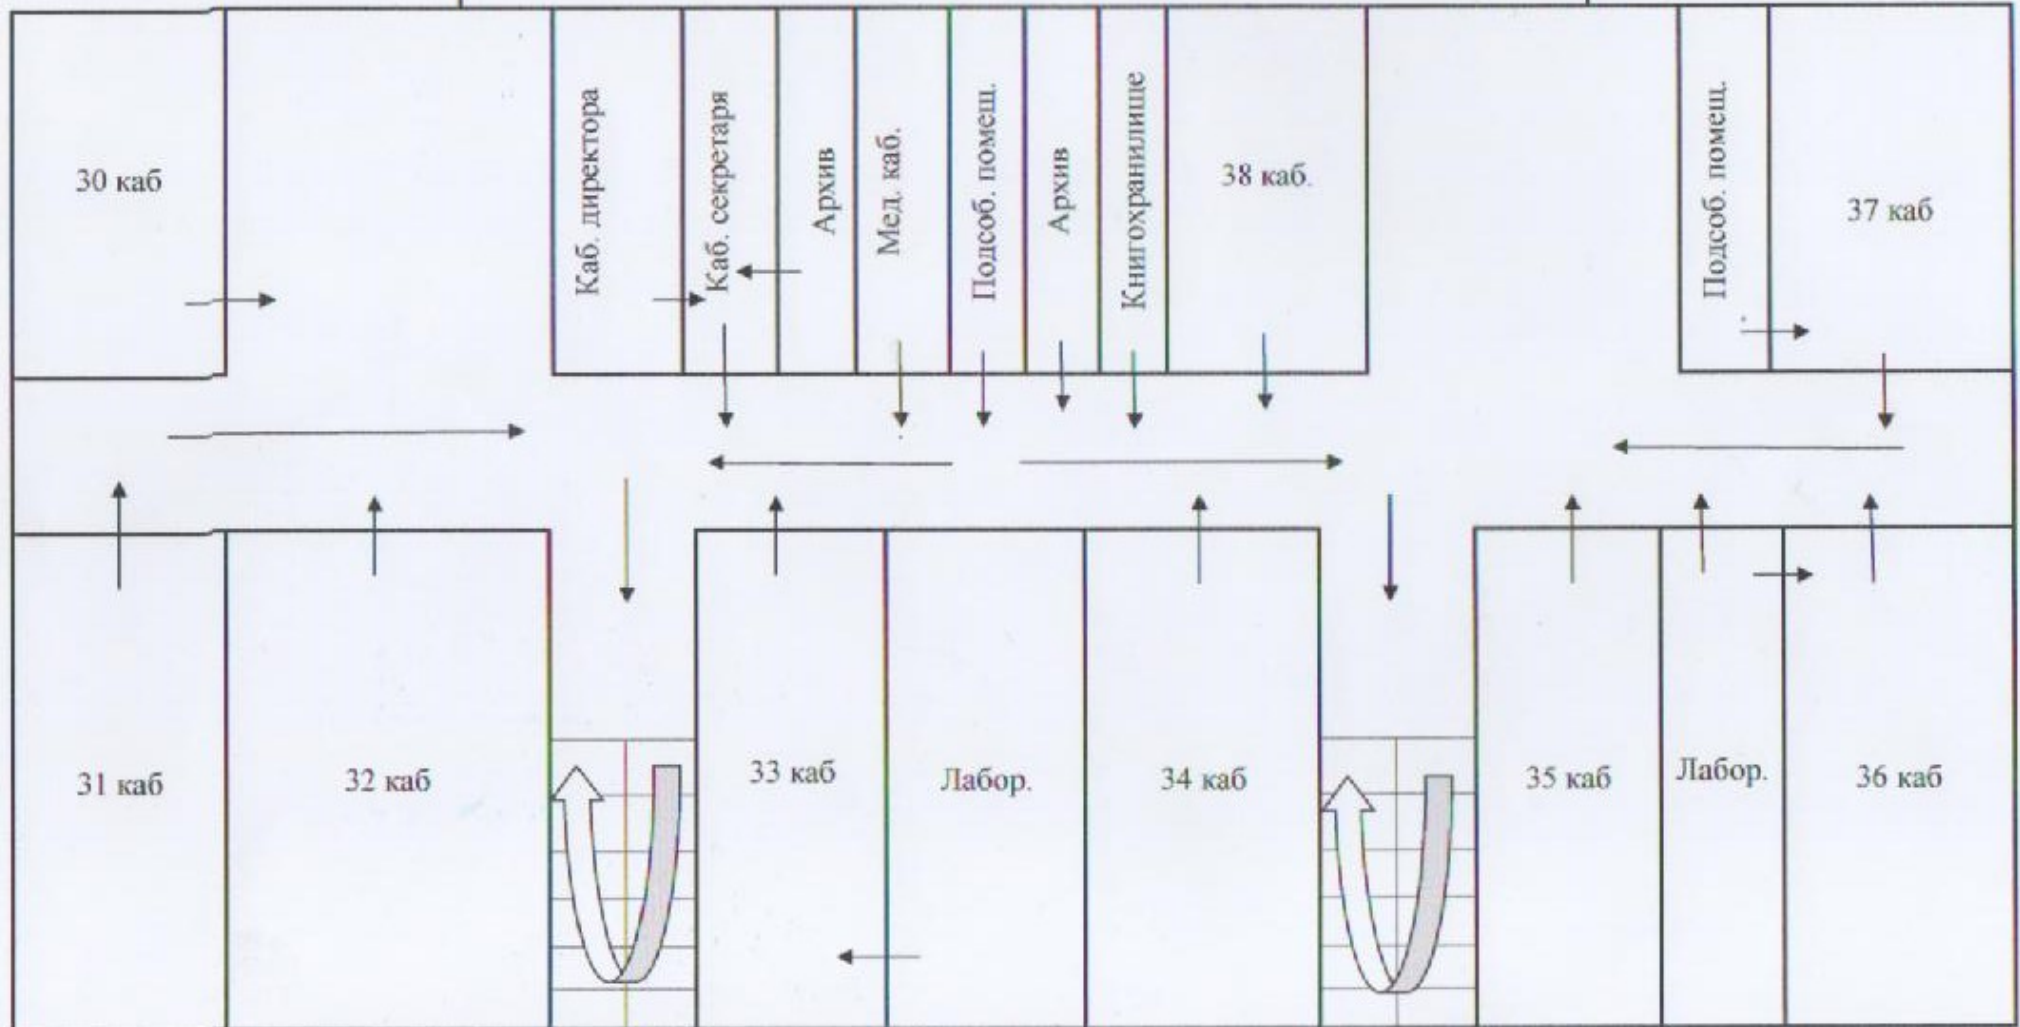 30 каб
Каб. директора
Каб. секретаря
Архив
Мед. каб.
Подсоб. помещ.
Архив
Книгохранилище
38 каб.
Подсоб. помещ.
37 каб
31 каб
32 каб
33 каб
Лабор.
34 каб
35 каб
Лабор.
36 каб